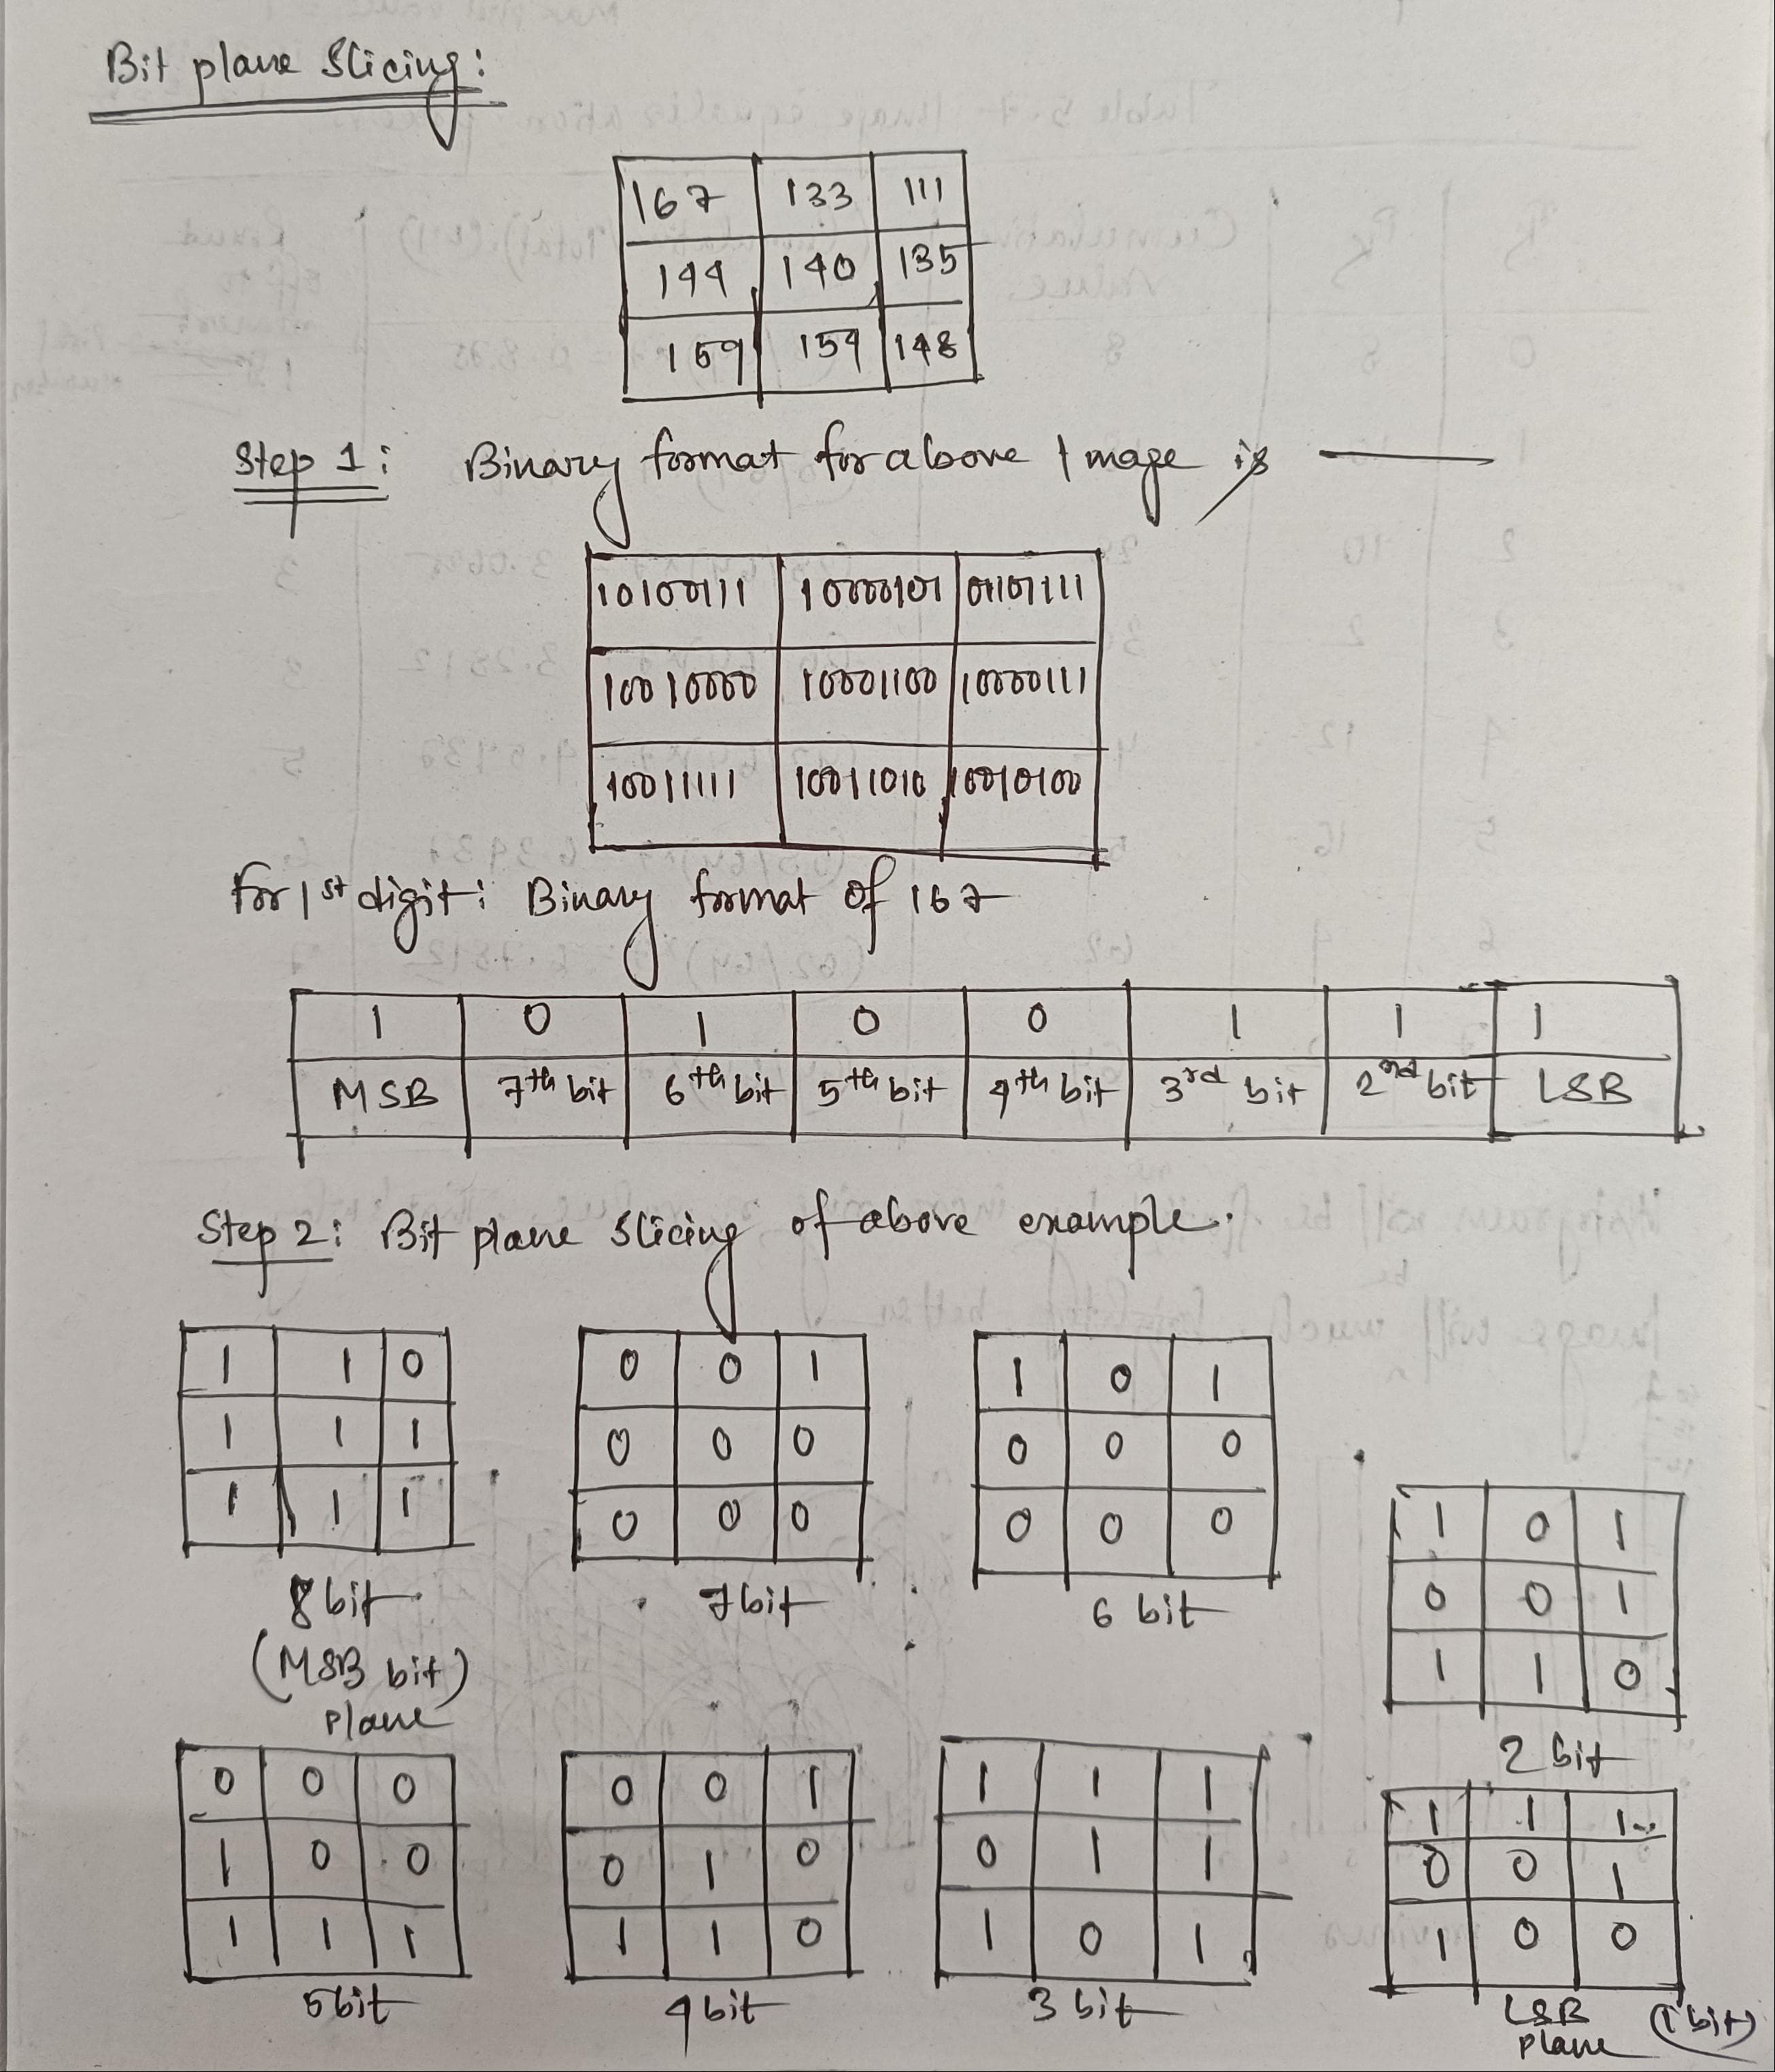 Bit plane Slicing:
167 133 111
144 140 135
159 154 148
Step 1: Binary format for above Image is —
10100111 10000101 01101111
10010000 10001100 10000111
10011111 10011010 10010100
For 1st digit: Binary format of 167
1 0 1 0 0 1 1 1
MSB 7th bit 6th bit 5th bit 4th bit 3rd bit 2nd bit LSB
Step 2: Bit plane Slicing of above example.
1 1 0
1 1 1
1 1 1
8 bit
(MSB bit)
plane
0 0 1
0 0 0
0 0 0
7 bit
1 0 1
0 0 0
0 0 0
6 bit
1 0 1
0 0 1
1 1 0
2 bit
0 0 0
1 0 0
1 1 1
5 bit
0 0 1
0 1 0
1 1 0
4 bit
1 1 1
0 1 1
1 0 1
3 bit
1 1 1
0 0 1
1 0 0
LSB (1 bit)
plane